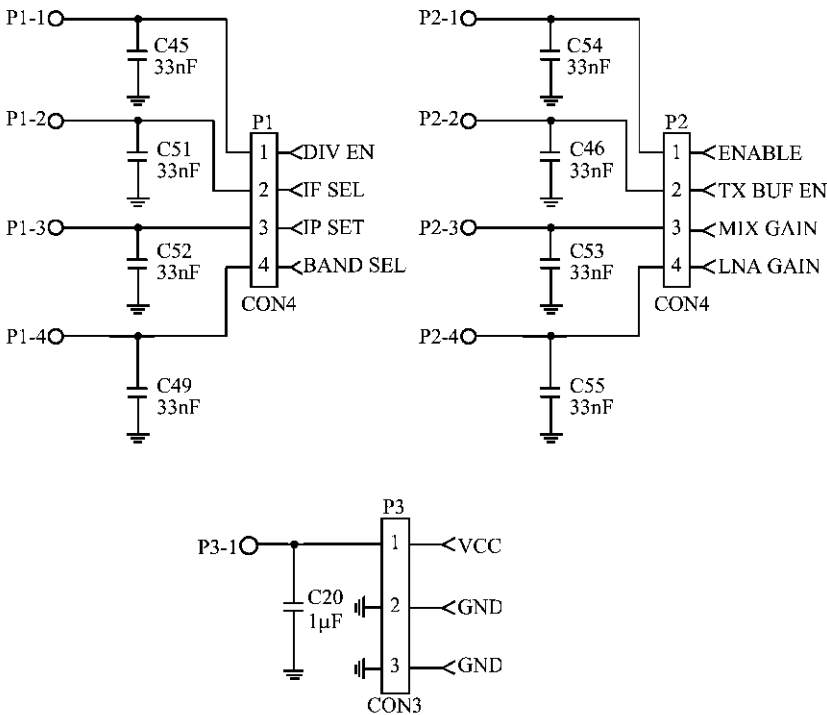 P1-1
C45
33nF
P1-2
C51
33nF
P1-3
C52
33nF
P1-4
C49
33nF
P1
1
DIV EN
2
IF SEL
3
IP SET
4
BAND SEL
CON4
P2-1
C54
33nF
P2-2
C46
33nF
P2-3
C53
33nF
P2-4
C55
33nF
P2
1
ENABLE
2
TX BUF EN
3
MIX GAIN
4
LNA GAIN
CON4
P3
P3-1
1
VCC
C20
1µF
2
GND
3
GND
CON3